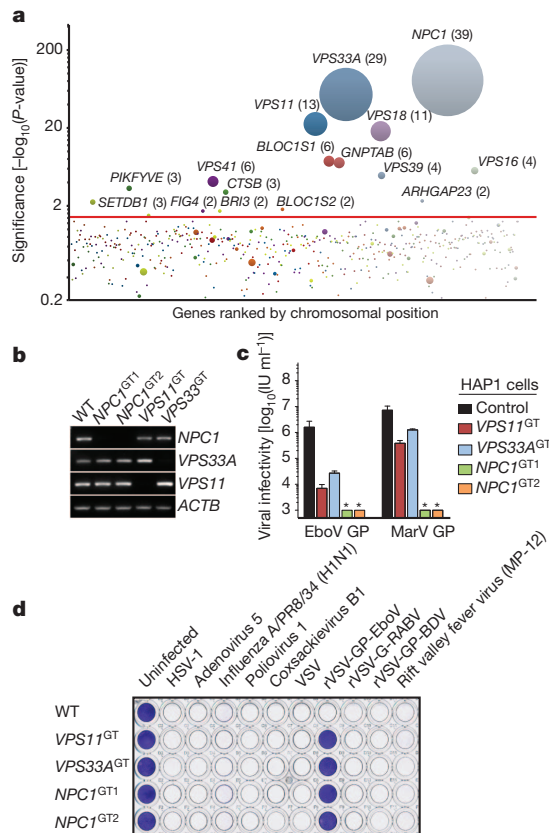 a
Significance [–log10(P-value)]
200
20
2
0.2
NPC1 (39)
VPS33A (29)
VPS11 (13)
VPS18 (11)
BLOC1S1 (6)
GNPTAB (6)
VPS41 (6)
VPS39 (4)
VPS16 (4)
PIKFYVE (3)
CTSB (3)
ARHGAP23 (2)
SETDB1 (3)
FIG4 (2)
BRI3 (2)
BLOC1S2 (2)
Genes ranked by chromosomal position
b
WT
NPC1GT1
NPC1GT2
VPS11GT
VPS33GT
NPC1
VPS33A
VPS11
ACTB
c
Viral infectivity [log10(IU ml–1)]
10^7
10^6
10^5
10^4
10^3
* *
* *
EboV GP
MarV GP
HAP1 cells
Control
VPS11GT
VPS33AGT
NPC1GT1
NPC1GT2
d
Uninfected
HSV-1
Adenovirus 5
Influenza A/PR8/34 (H1N1)
Poliovirus 1
Coxsackievirus B1
VSV
rVSV-GP-EboV
rVSV-G-RABV
rVSV-GP-BDV
Rift valley fever virus (MP-12)
WT
VPS11GT
VPS33AGT
NPC1GT1
NPC1GT2